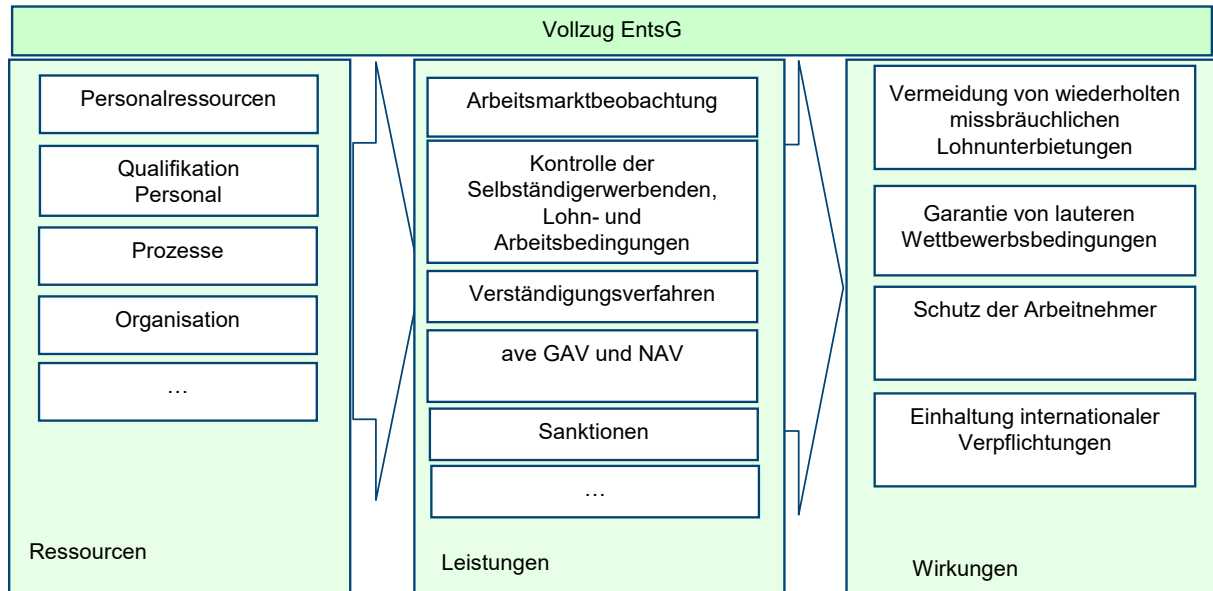 Vollzug EntsG
Personalressourcen
Qualifikation
Personal
Prozesse
Organisation
…
Ressourcen
Arbeitsmarktbeobachtung
Kontrolle der
Selbständigerwerbenden,
Lohn- und
Arbeitsbedingungen
Verständigungsverfahren
ave GAV und NAV
Sanktionen
…
Leistungen
Vermeidung von wiederholten
missbräuchlichen
Lohnunterbietungen
Garantie von lauteren
Wettbewerbsbedingungen
Schutz der Arbeitnehmer
Einhaltung internationaler
Verpflichtungen
Wirkungen